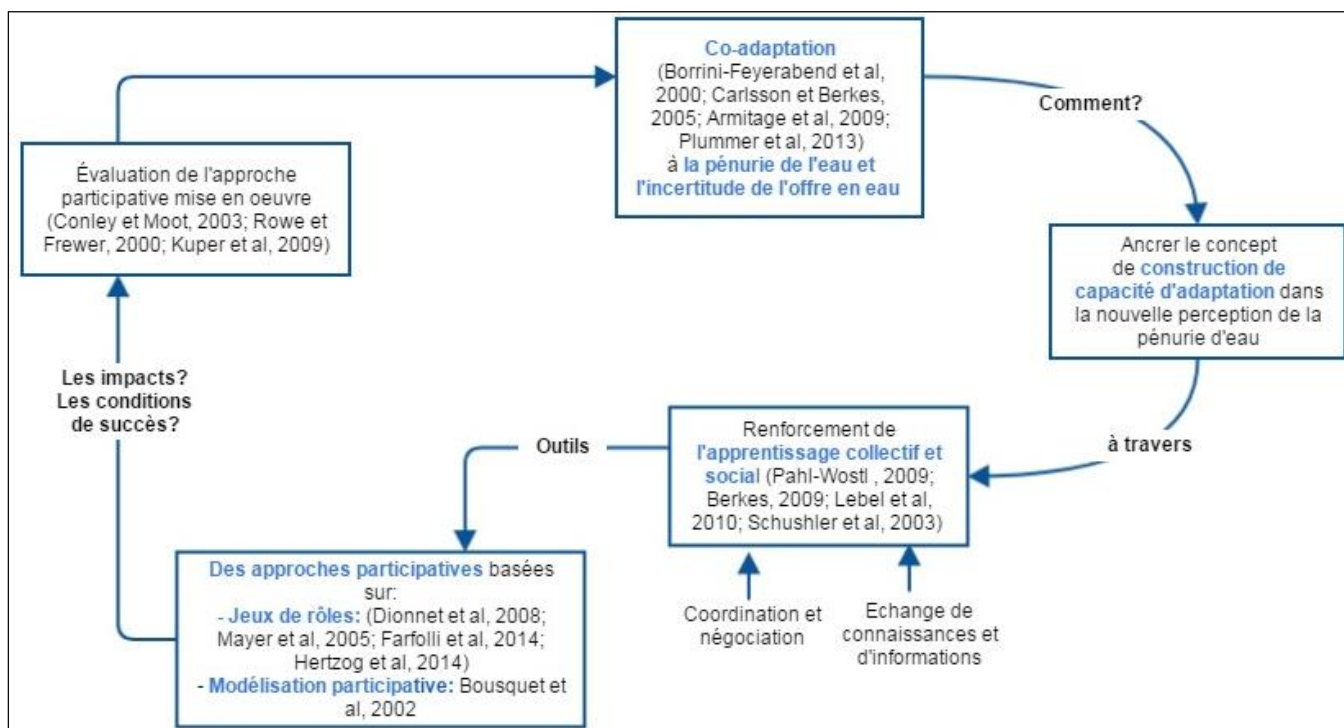 Co-adaptation
(Borrini-Feyerabend et al,
2000; Carlsson et Berkes,
2005; Armitage et al, 2009;
Plummer et al, 2013)
à la pénurie de l'eau et
l'incertitude de l'offre en eau
Comment?
Ancrer le concept
de construction de
capacité d'adaptation dans
la nouvelle perception de la
pénurie d'eau
à travers
Renforcement de
l'apprentissage collectif et
social (Pahl-Wostl , 2009;
Berkes, 2009; Lebel et al,
2010; Schushler et al, 2003)
Coordination et
négociation
Echange de
connaissances et
d'informations
Outils
Des approches participatives basées
sur:
- Jeux de rôles: (Dionnet et al, 2008;
Mayer et al, 2005; Farfolli et al, 2014;
Hertzog et al, 2014)
- Modélisation participative: Bousquet et
al, 2002
Les impacts?
Les conditions
de succès?
Évaluation de l'approche
participative mise en oeuvre
(Conley et Moot, 2003; Rowe et
Frewer, 2000; Kuper et al, 2009)